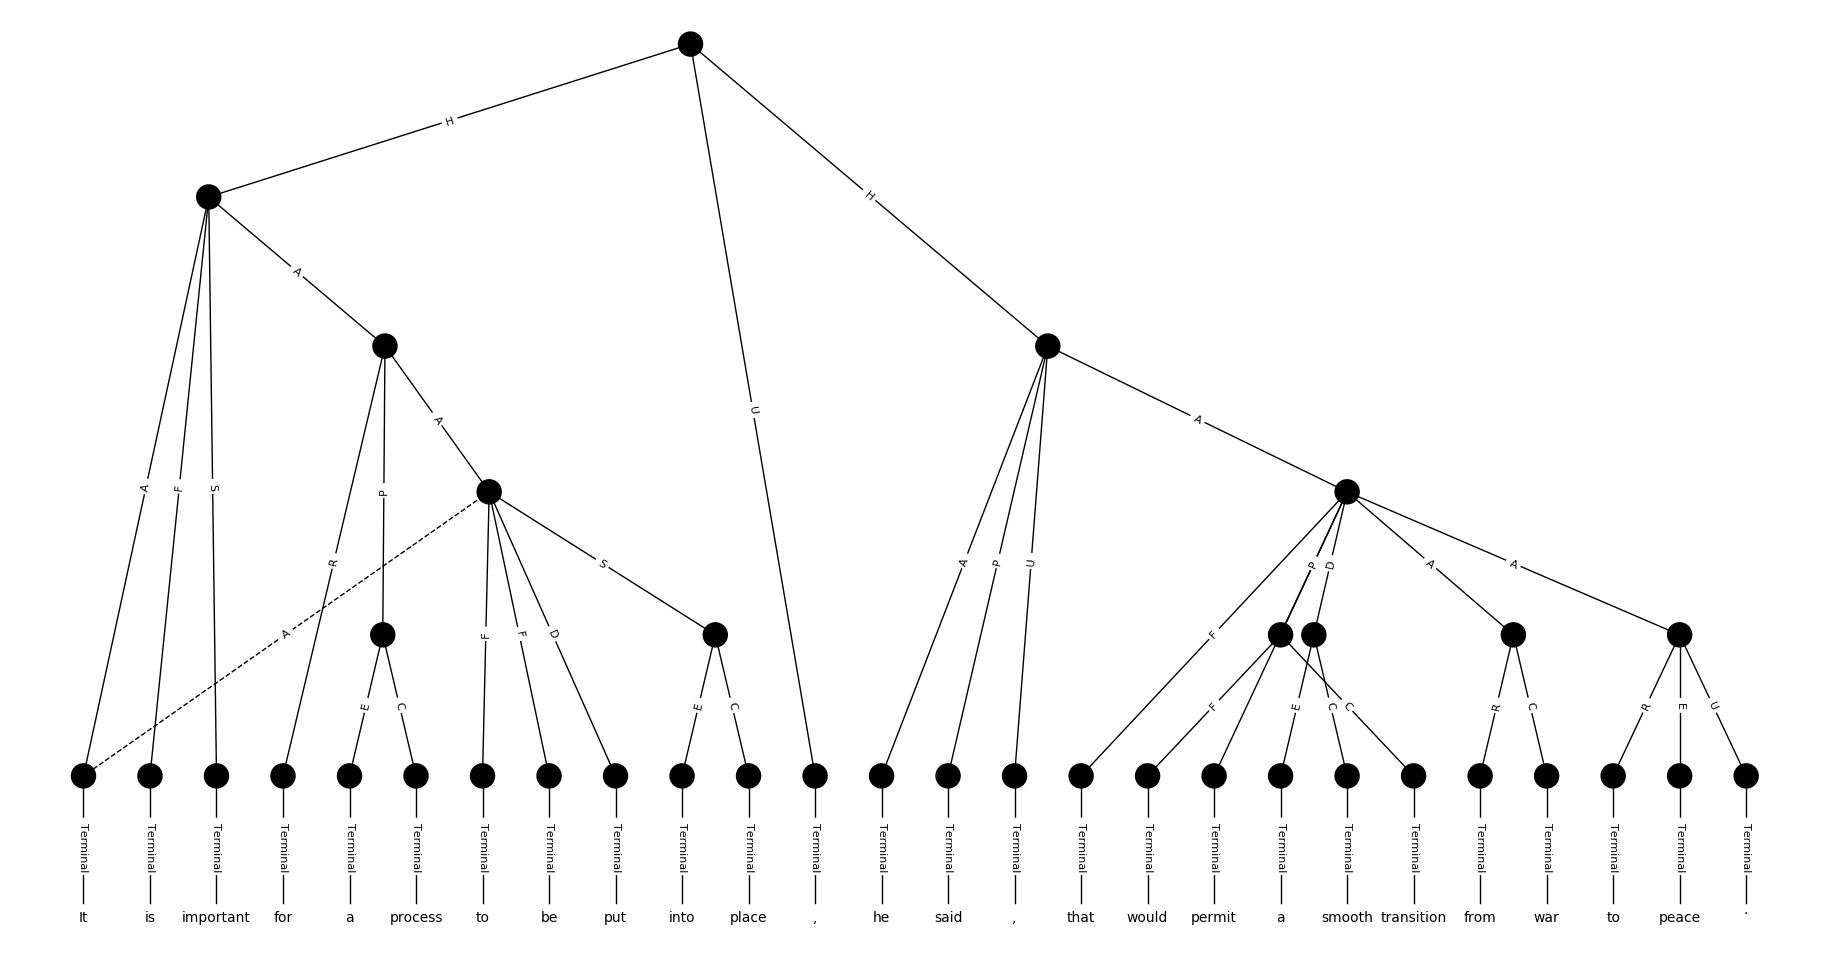 H
H
A
U
A
A
A F S P
R P F A A
A F F D S A P U F
E C E C F E C C R C R E U
Terminal Terminal Terminal Terminal Terminal Terminal Terminal Terminal Terminal Terminal Terminal Terminal Terminal Terminal Terminal Terminal Terminal Terminal Terminal Terminal Terminal Terminal Terminal Terminal Terminal Terminal
It is important for a process to be put into place , he said , that would permit a smooth transition from war to peace .